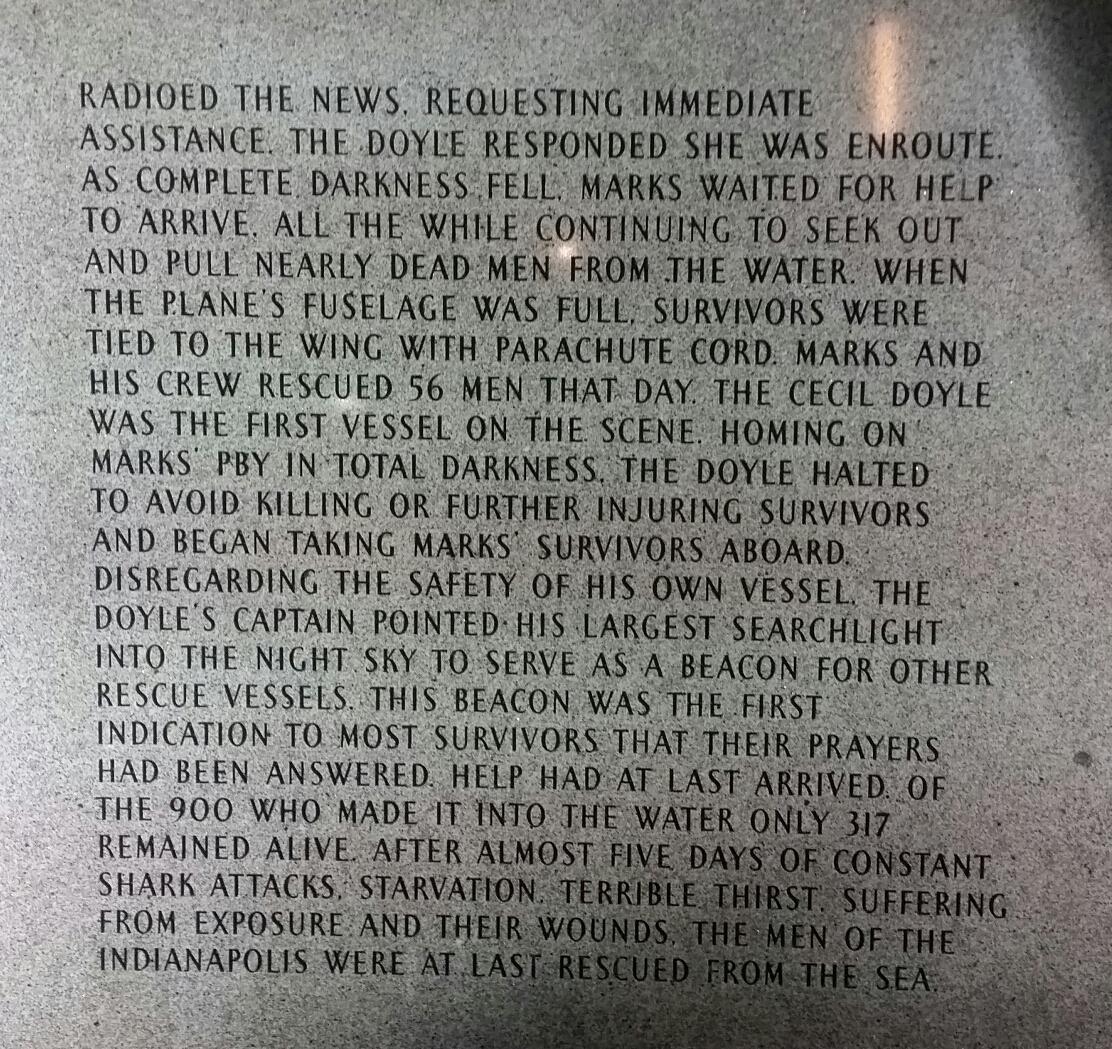 RADIOED THE NEWS, REQUESTING IMMEDIATE
ASSISTANCE. THE DOYLE RESPONDED SHE WAS ENROUTE.
AS COMPLETE DARKNESS FELL, MARKS WAITED FOR HELP
TO ARRIVE, ALL THE WHILE CONTINUING TO SEEK OUT
AND PULL NEARLY DEAD MEN FROM THE WATER. WHEN
THE PLANE'S FUSELAGE WAS FULL, SURVIVORS WERE
TIED TO THE WING WITH PARACHUTE CORD. MARKS AND
HIS CREW RESCUED 56 MEN THAT DAY. THE CECIL DOYLE
WAS THE FIRST VESSEL ON THE SCENE. HOMING ON
MARKS' PBY IN TOTAL DARKNESS, THE DOYLE HALTED
TO AVOID KILLING OR FURTHER INJURING SURVIVORS
AND BEGAN TAKING MARKS' SURVIVORS ABOARD.
DISREGARDING THE SAFETY OF HIS OWN VESSEL, THE
DOYLE'S CAPTAIN POINTED HIS LARGEST SEARCHLIGHT
INTO THE NIGHT SKY TO SERVE AS A BEACON FOR OTHER
RESCUE VESSELS. THIS BEACON WAS THE FIRST
INDICATION TO MOST SURVIVORS THAT THEIR PRAYERS
HAD BEEN ANSWERED. HELP HAD AT LAST ARRIVED. OF
THE 900 WHO MADE IT INTO THE WATER ONLY 317
REMAINED ALIVE. AFTER ALMOST FIVE DAYS OF CONSTANT
SHARK ATTACKS, STARVATION, TERRIBLE THIRST, SUFFERING
FROM EXPOSURE AND THEIR WOUNDS, THE MEN OF THE
INDIANAPOLIS WERE AT LAST RESCUED FROM THE SEA.